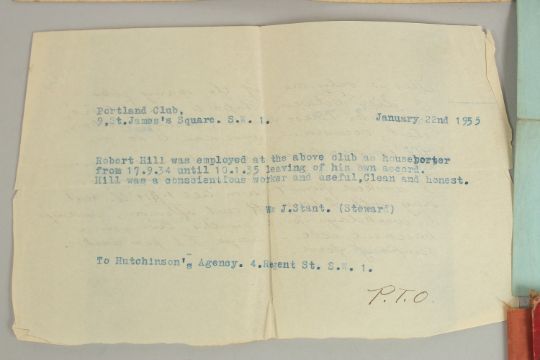 Portland Club,
9,St.James's Square. S.W. 1. January 22nd 1935
Robert Hill was employed at the above club as houseporter
from 17.9.34 until 10.1.35 leaving of his own accord.
Hill was a conscientious worker and useful,Clean and honest.
Wm J.Stant. (Steward)
To Hutchinson's Agency. 4.Regent St. S.W. 1.
P.T.O.